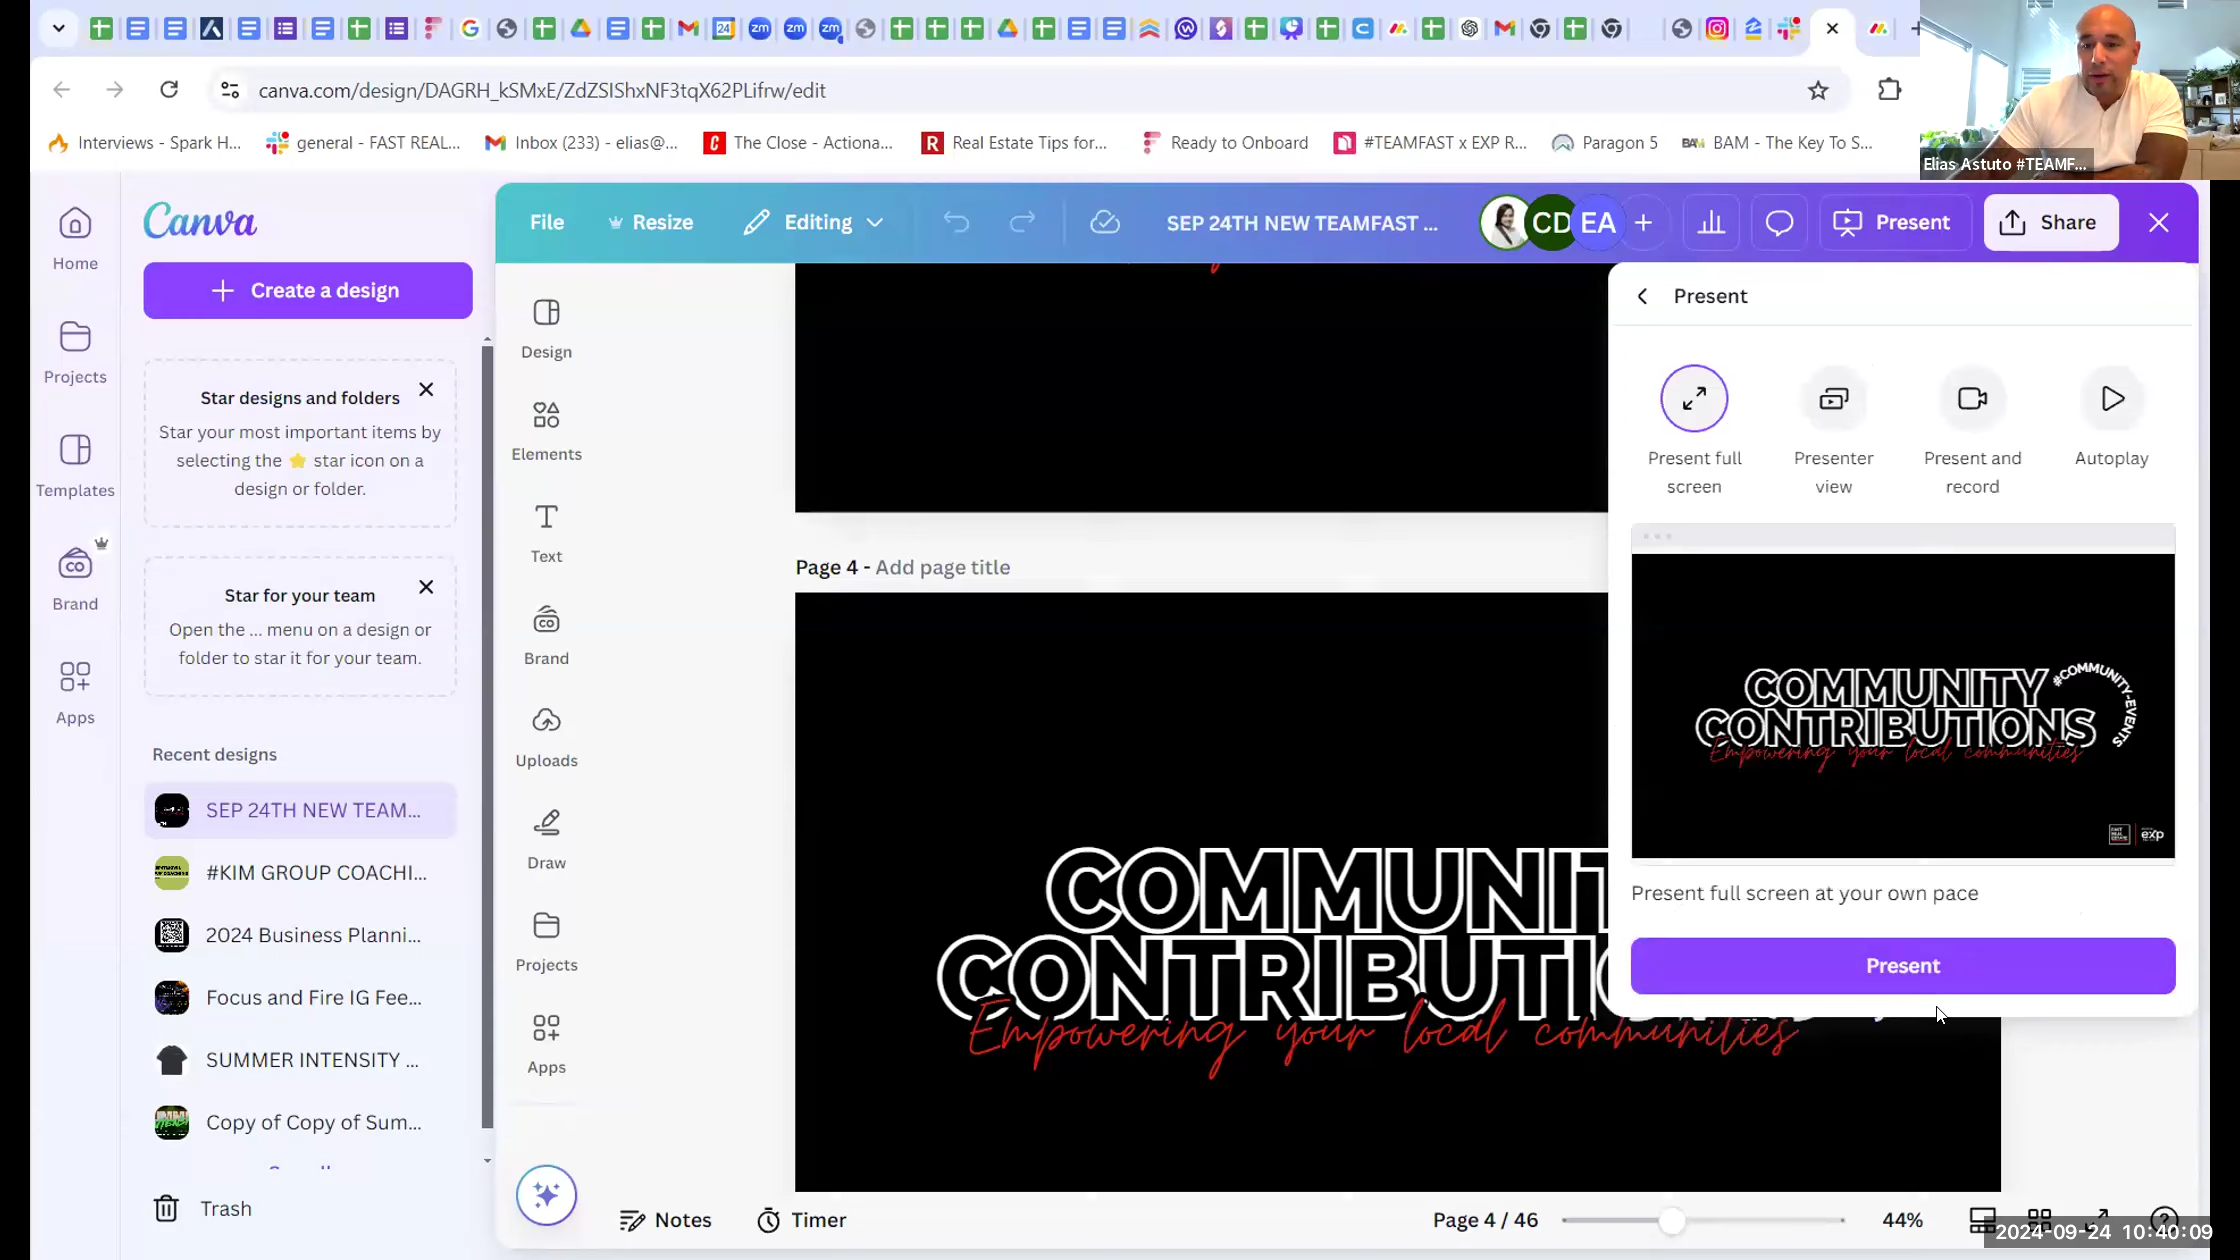 canva.com/design/DAGRH_kSMxE/ZdZSIShxNF3tqX62PLifrw/edit
Elias Astuto #TEAMF...
Interviews - Spark H...
general - FAST REAL...
Inbox (233) - elias@...
The Close - Actiona...
Real Estate Tips for...
Ready to Onboard
#TEAMFAST x EXP R...
Paragon 5
BAM - The Key To S...
Canva
File
Resize
Editing
SEP 24TH NEW TEAMFAST ...
CD
EA
Present
Share
Home
Projects
Templates
Brand
Apps
Create a design
Star designs and folders
Star your most important items by
selecting the star icon on a
design or folder.
Star for your team
Open the ... menu on a design or
folder to star it for your team.
Recent designs
SEP 24TH NEW TEAM...
#KIM GROUP COACHI...
2024 Business Planni...
Focus and Fire IG Fee...
SUMMER INTENSITY ...
Copy of Copy of Sum...
Trash
Design
Elements
Text
Brand
Uploads
Draw
Projects
Apps
Page 4 - Add page title
COMMUNIT
CONTRIBUTIO
Empowering your local communities
Present
Present full
screen
Presenter
view
Present and
record
Autoplay
COMMUNITY
CONTRIBUTIONS
#COMMUNITY-EVENTS
Empowering your local communities
exp
Present full screen at your own pace
Present
Notes
Timer
Page 4 / 46
44%
2024-09-24 10:40:09